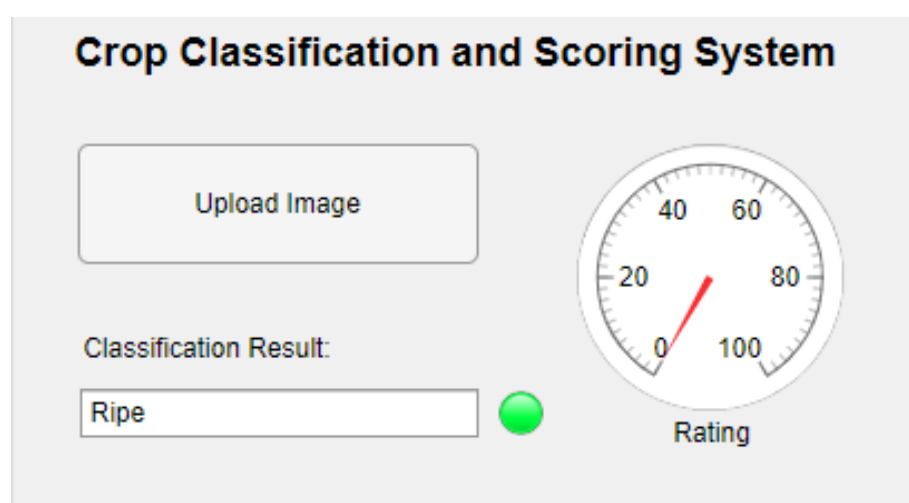 Crop Classification and Scoring System
Upload Image
40 60
20 80
0 100
Classification Result:
Ripe
Rating